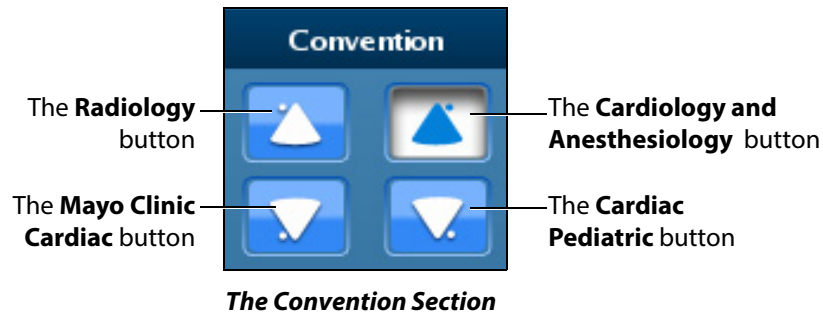 Convention
The Radiology
button
The Cardiology and
Anesthesiology button
The Mayo Clinic
Cardiac button
The Cardiac
Pediatric button
The Convention Section